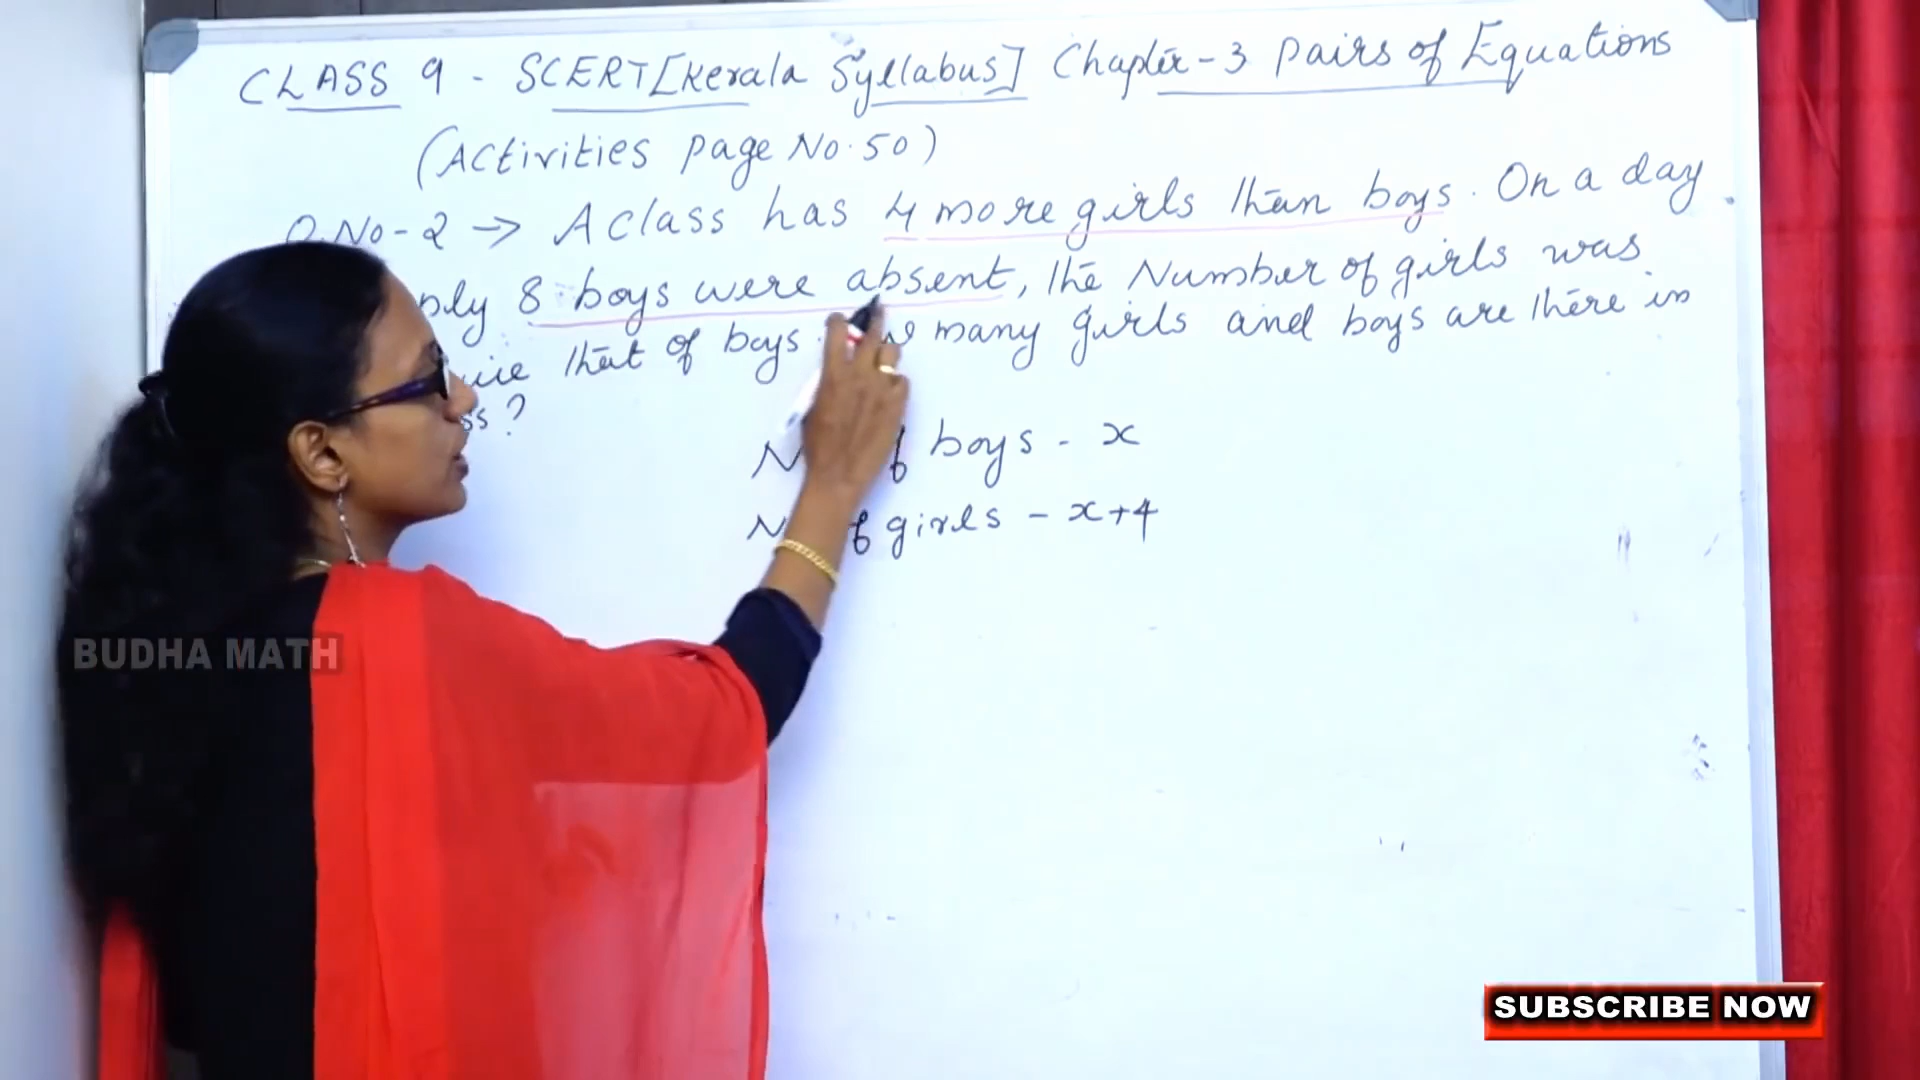 CLASS 9 - SCERT [Kerala Syllabus] Chapter-3 Pairs of Equations
(Activities page No.50)
Q.No-2 → A class has 4 more girls than boys. On a day
8 boys were absent, the Number of girls was
that of boys. many girls and boys are there in
?
of boys - x
of girls - x+4
BUDHA MATH
SUBSCRIBE NOW